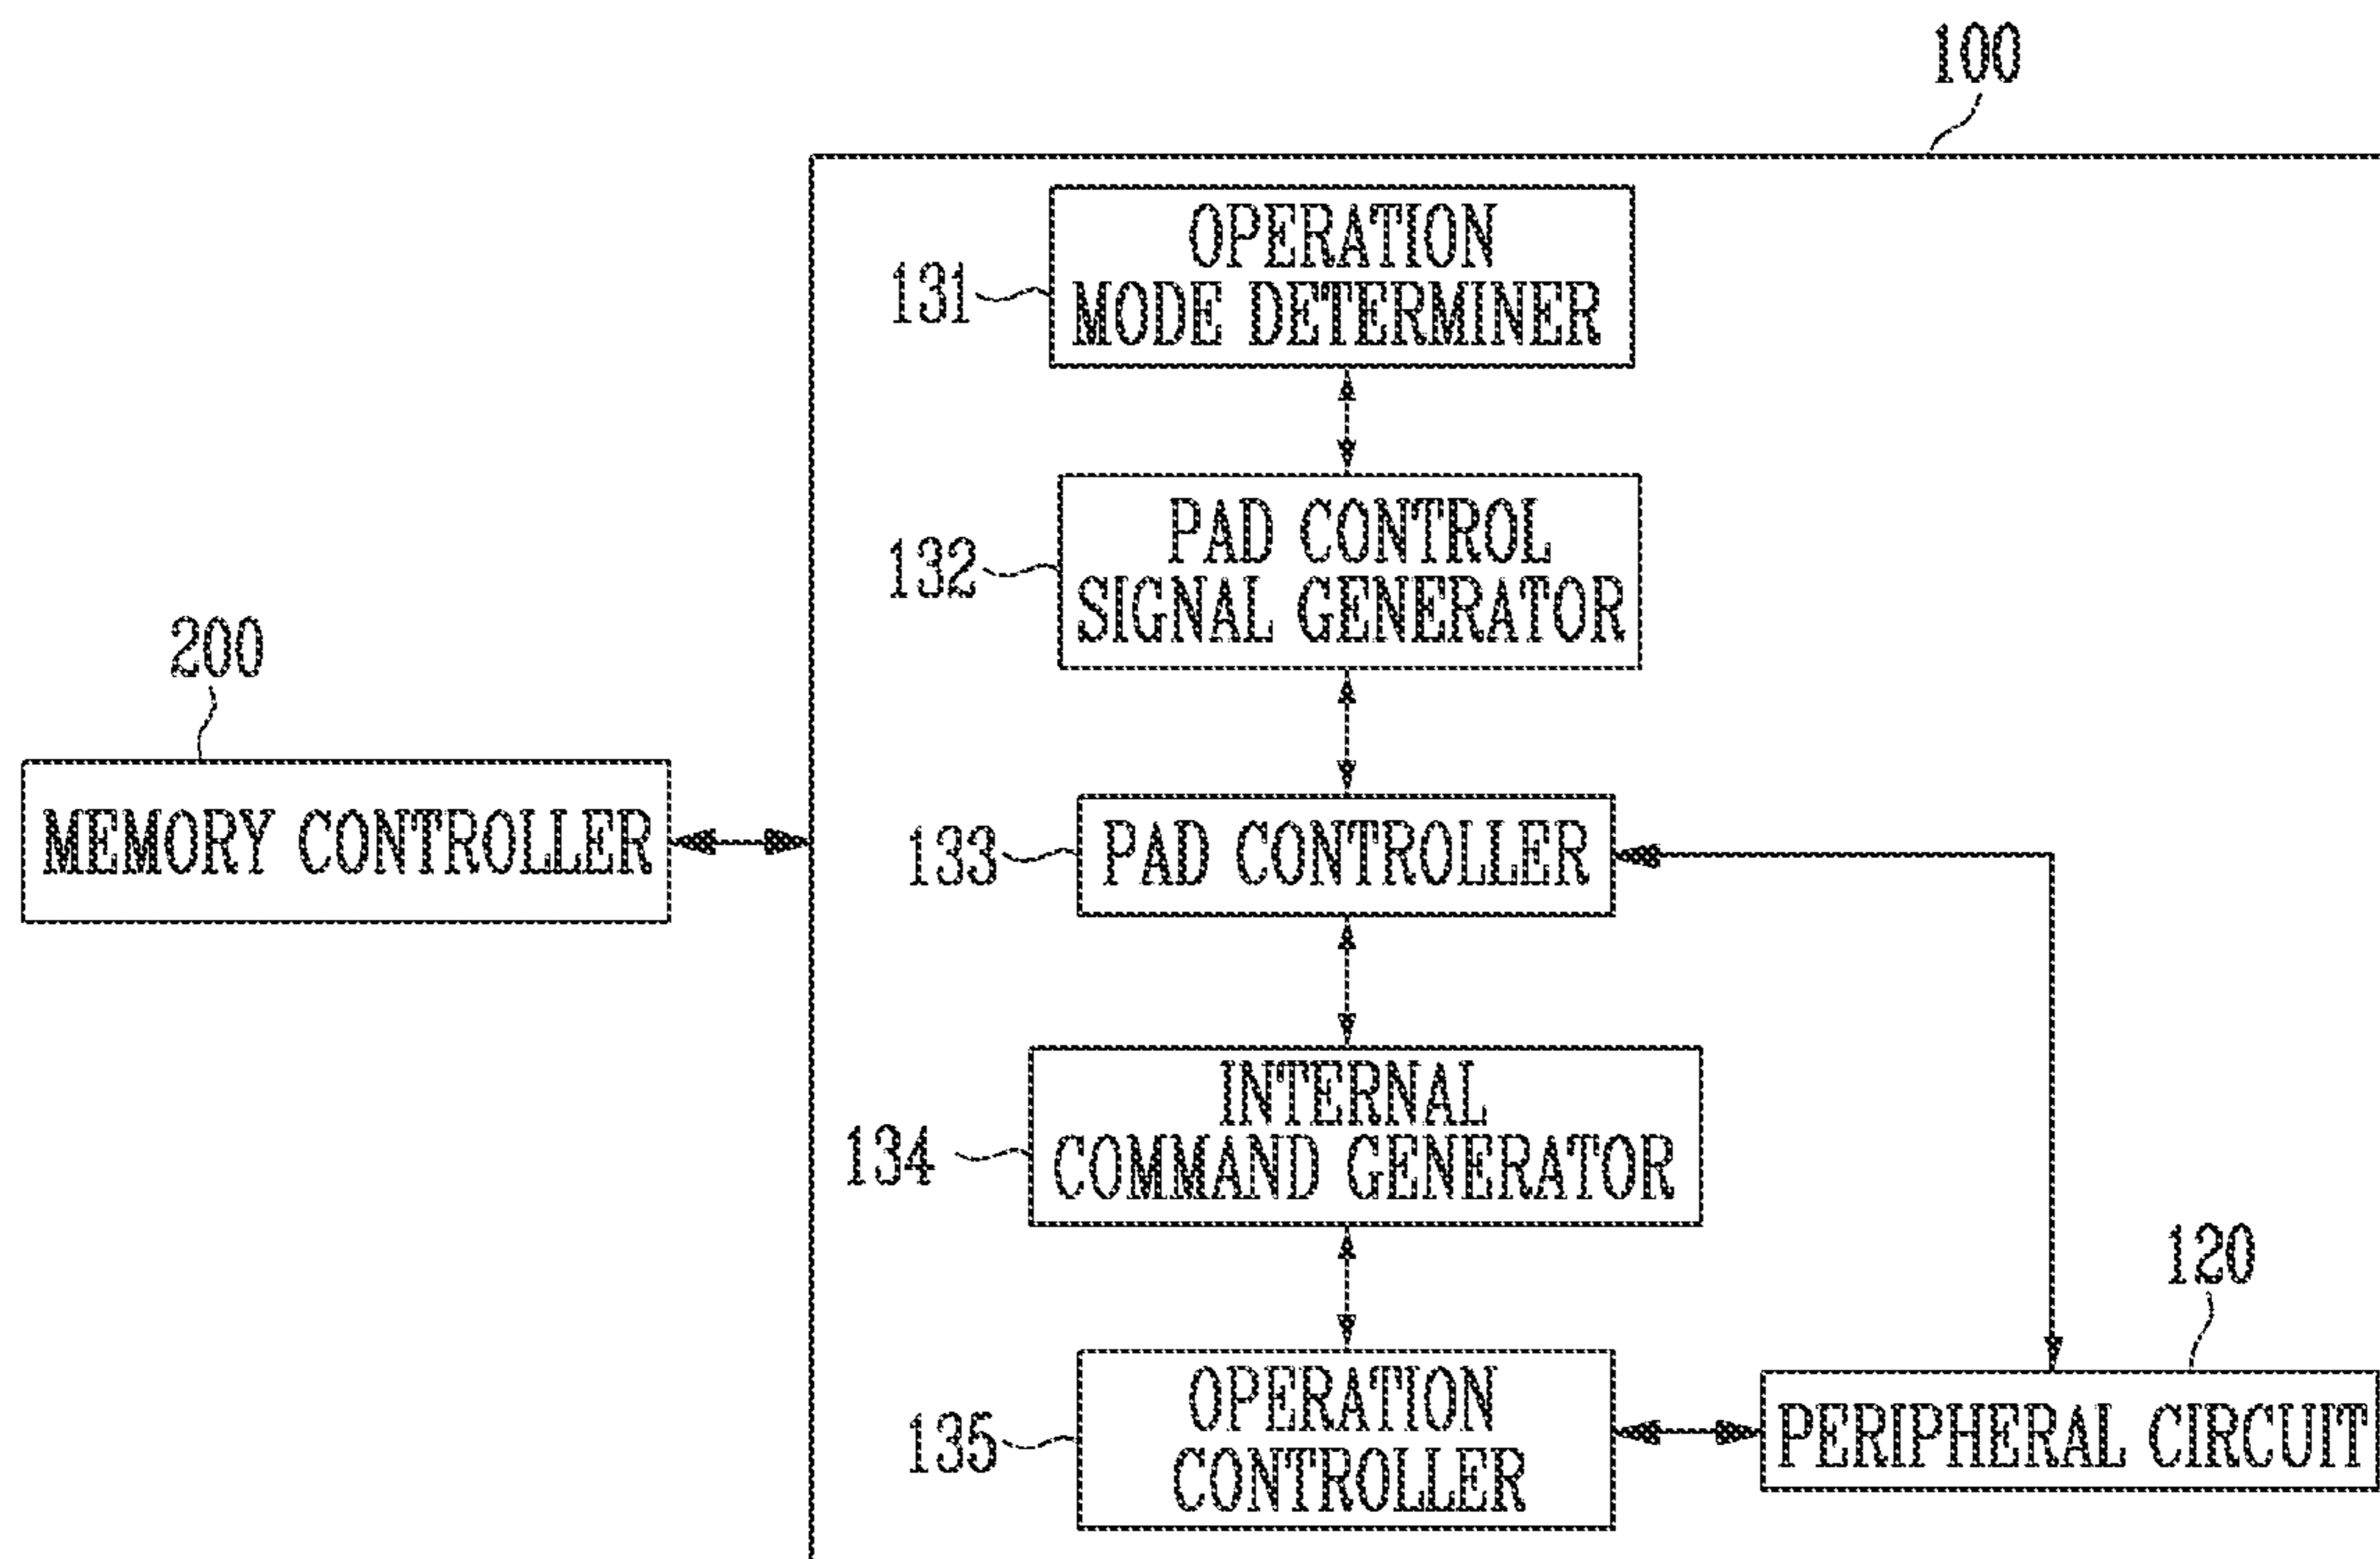 100
OPERATION
MODE DETERMINER
131
PAD CONTROL
SIGNAL GENERATOR
132
200
MEMORY CONTROLLER
133
PAD CONTROLLER
INTERNAL
COMMAND GENERATOR
134
120
OPERATION
CONTROLLER
135
PERIPHERAL CIRCUIT